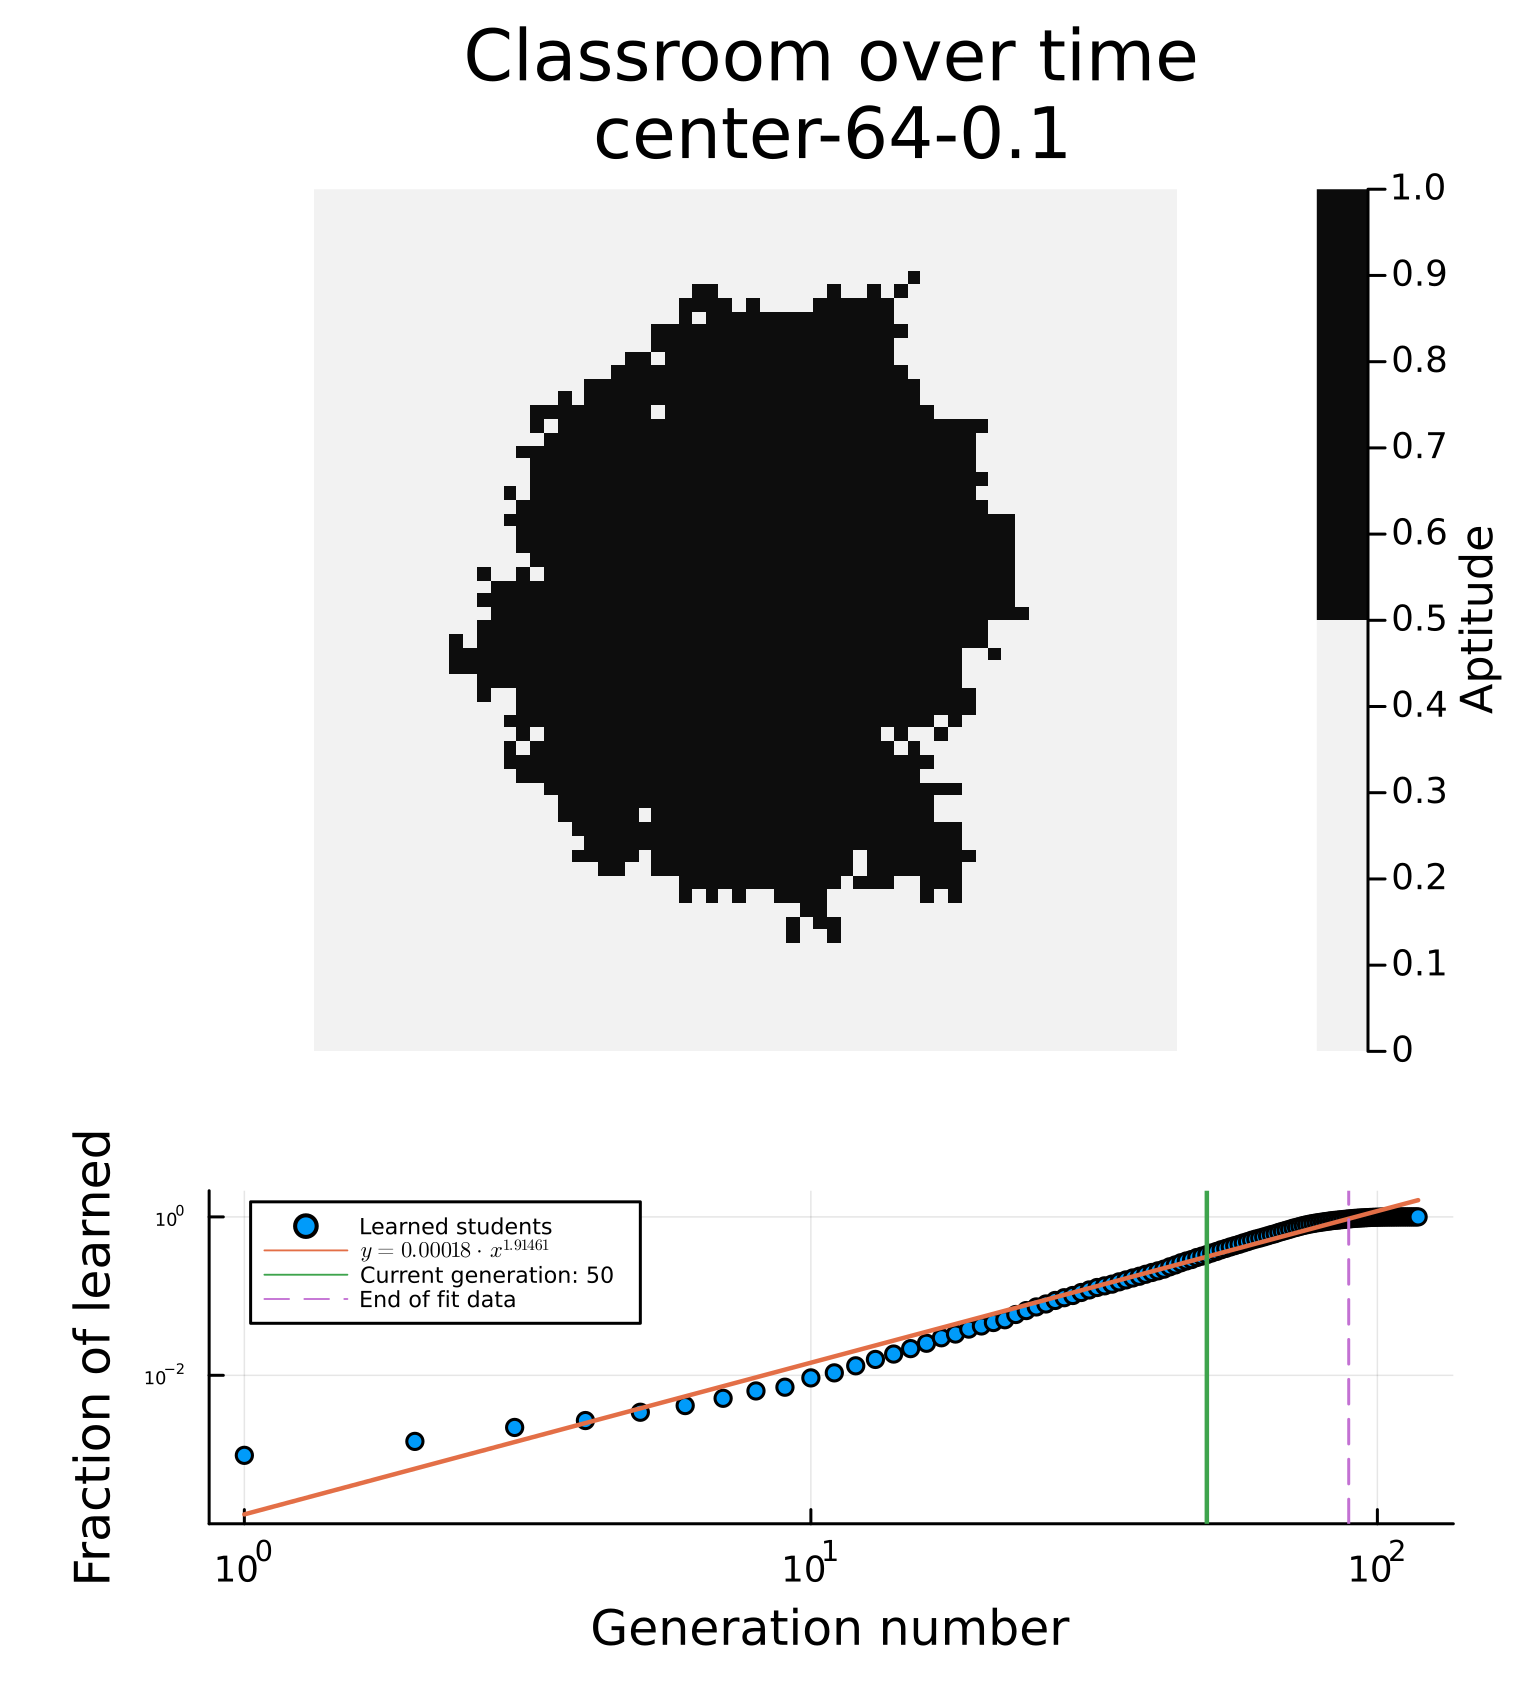 Classroom over time
center-64-0.1
1.0
0.9
0.8
0.7
0.6
0.5
0.4
0.3
0.2
0.1
0
Aptitude
Fraction of learned
10^0
10^−2
Learned students
y = 0.00018 · x^1.91461
Current generation: 50
End of fit data
10^0
10^1
10^2
Generation number